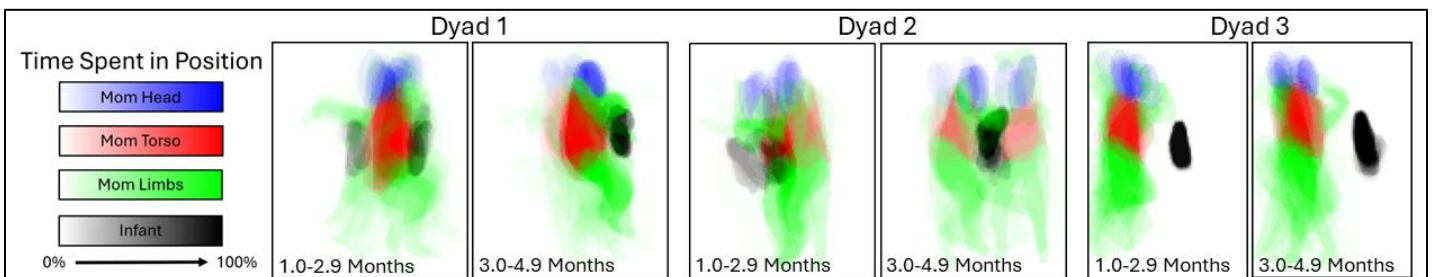 Dyad 1
Dyad 2
Dyad 3
Time Spent in Position
Mom Head
Mom Torso
Mom Limbs
Infant
0% 100%
1.0-2.9 Months
3.0-4.9 Months
1.0-2.9 Months
3.0-4.9 Months
1.0-2.9 Months
3.0-4.9 Months